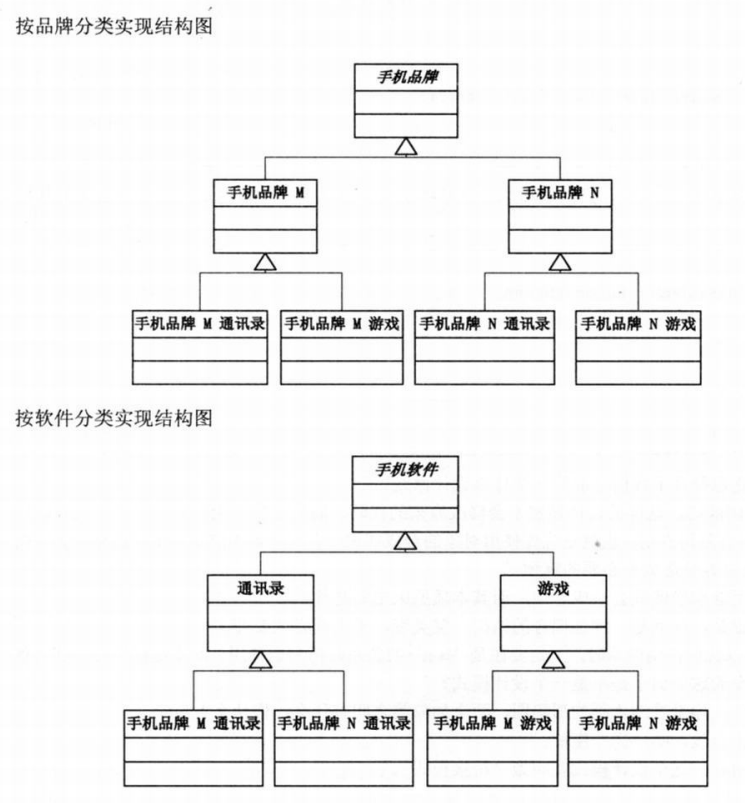 按品牌分类实现结构图
手机品牌
手机品牌 M
手机品牌 N
手机品牌 M 通讯录
手机品牌 M 游戏
手机品牌 N 通讯录
手机品牌 N 游戏
按软件分类实现结构图
手机软件
通讯录
游戏
手机品牌 M 通讯录
手机品牌 N 通讯录
手机品牌 M 游戏
手机品牌 N 游戏